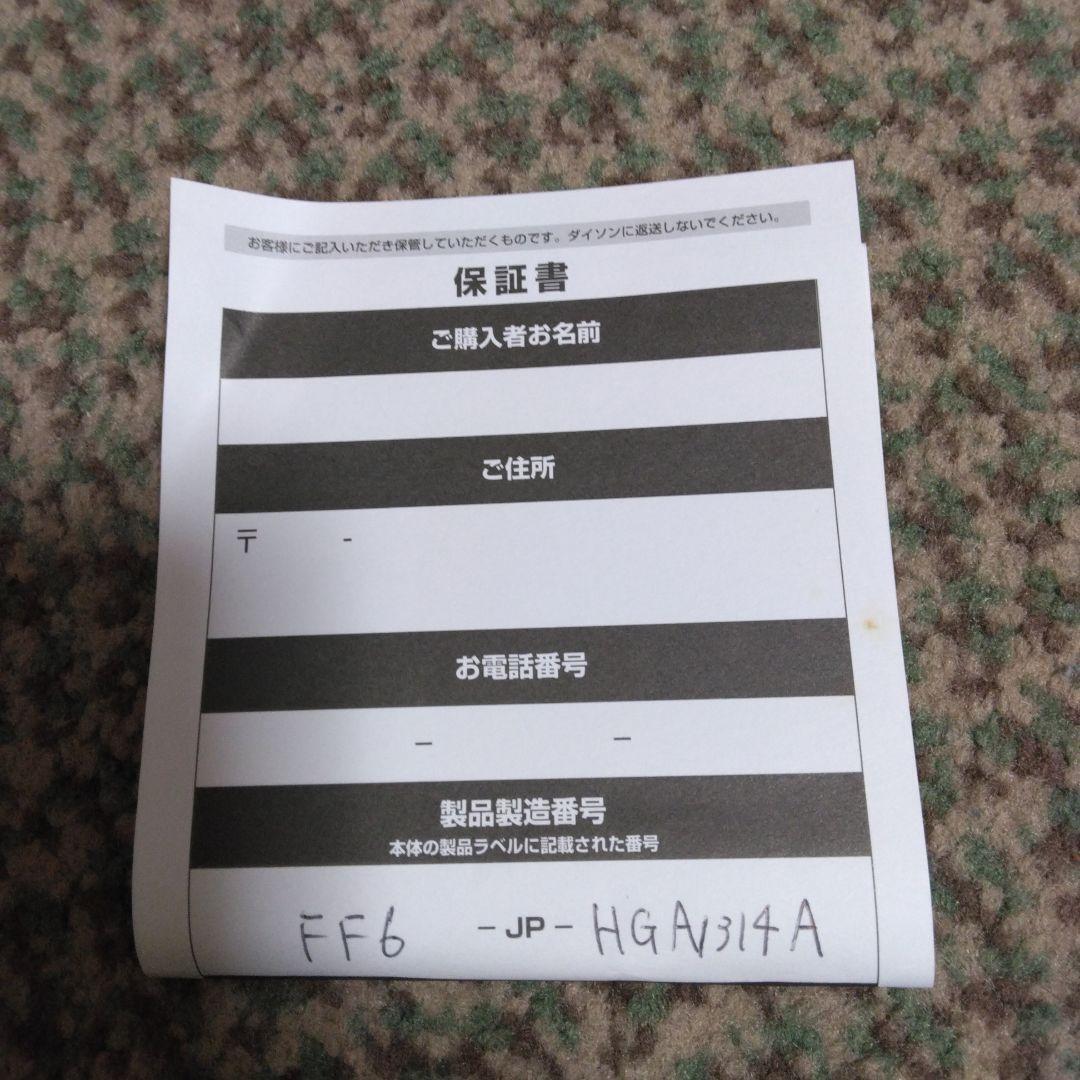 お客様にご記入いただき保管していただくものです。ダイソンに返送しないでください。
保証書
ご購入者お名前
ご住所
〒 -
お電話番号
― ―
製品製造番号
本体の製品ラベルに記載された番号
FF6 -JP- HGA1314A